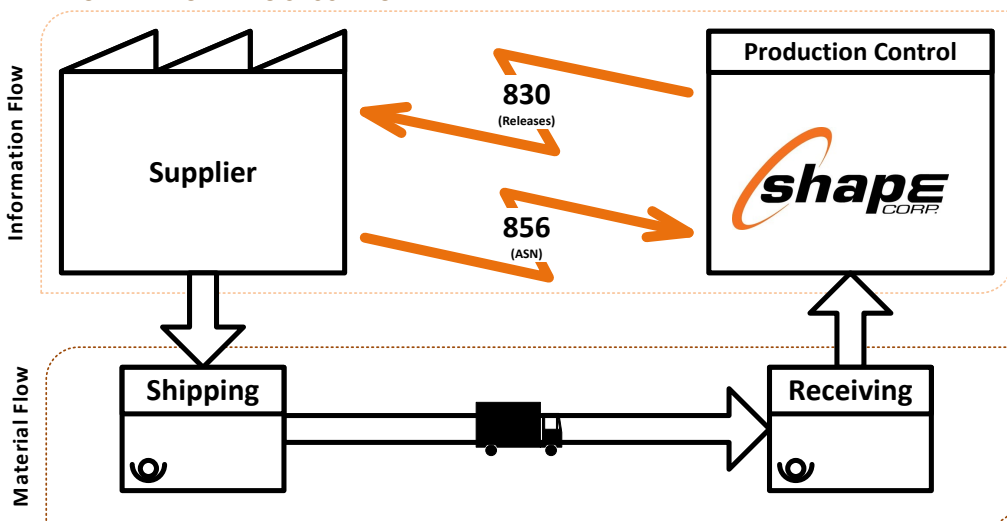 Information Flow
Supplier
830
(Releases)
856
(ASN)
Production Control
shape
CORP.
Material Flow
Shipping
Receiving